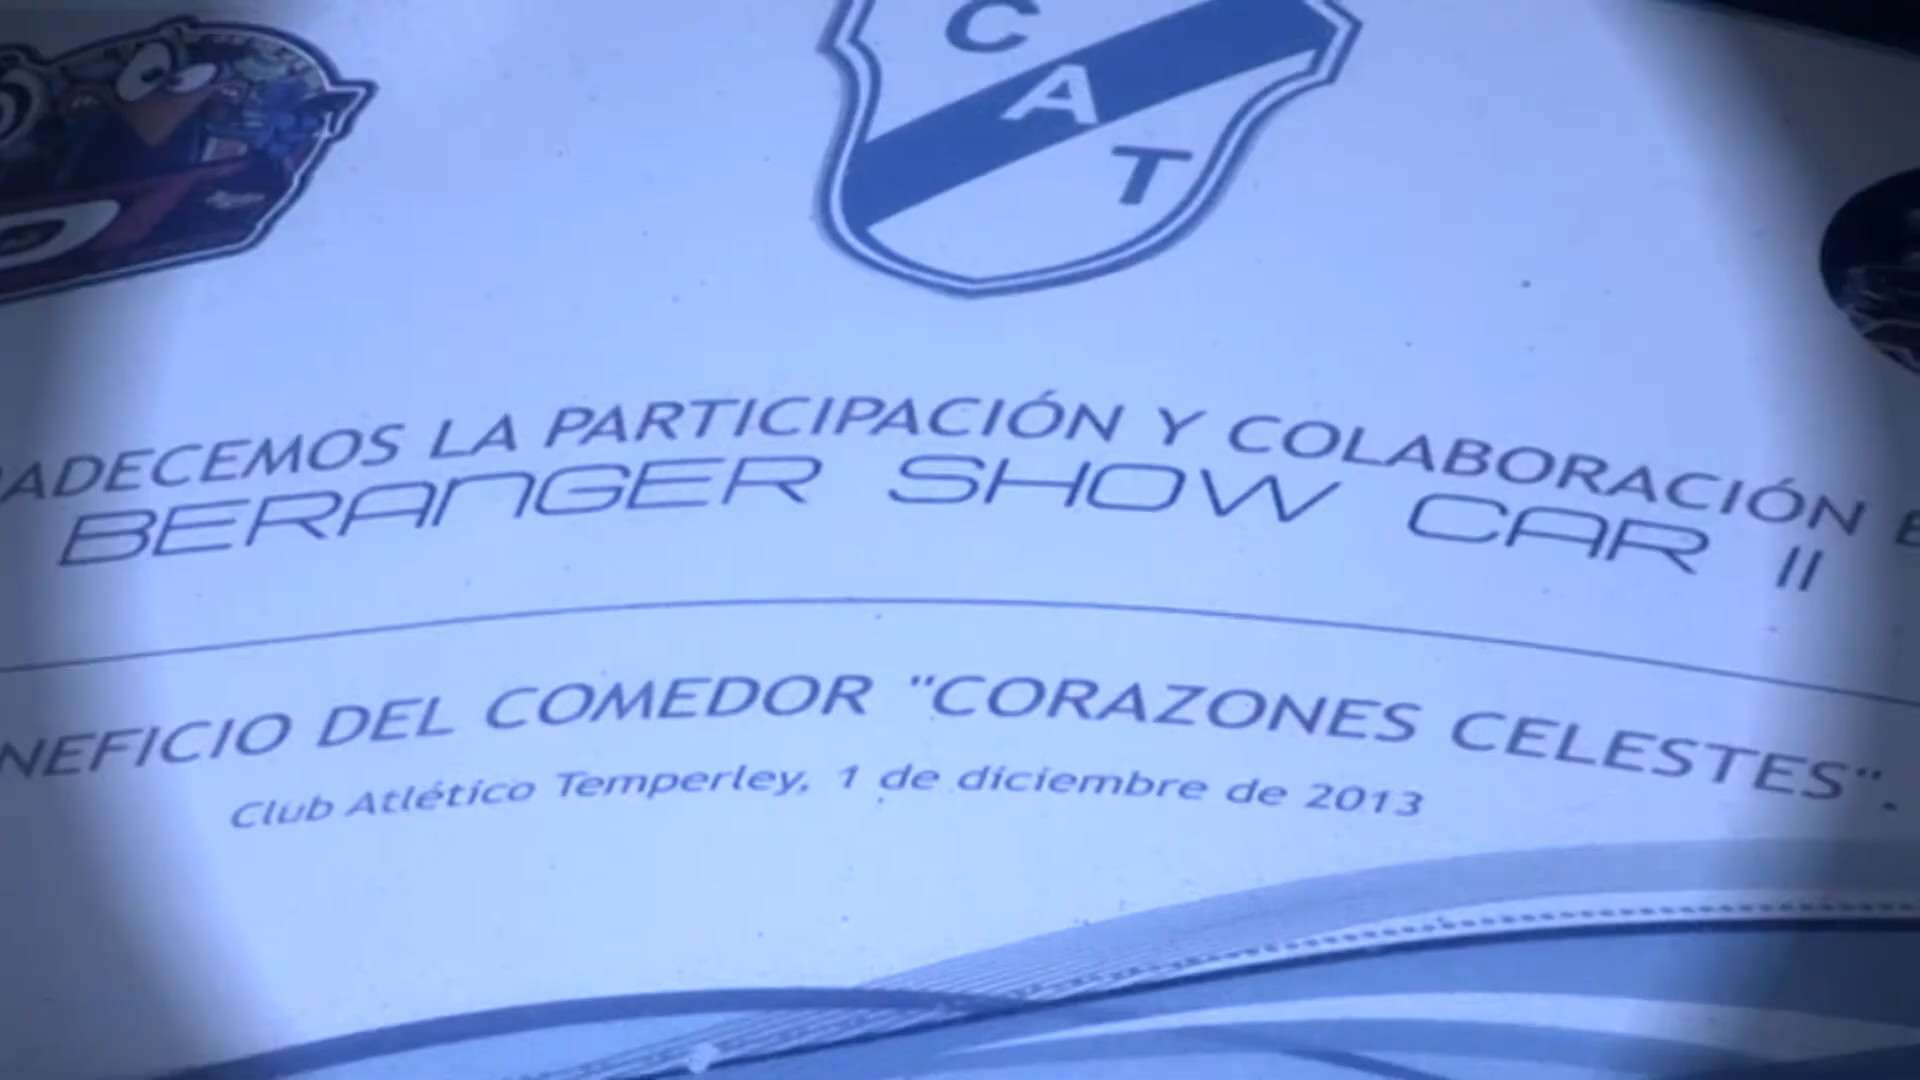 C
A
T
ADECEMOS LA PARTICIPACIÓN Y COLABORACIÓN E
BERANGER SHOW CAR II
NEFICIO DEL COMEDOR "CORAZONES CELESTES".
Club Atlético Temperley, 1 de diciembre de 2013